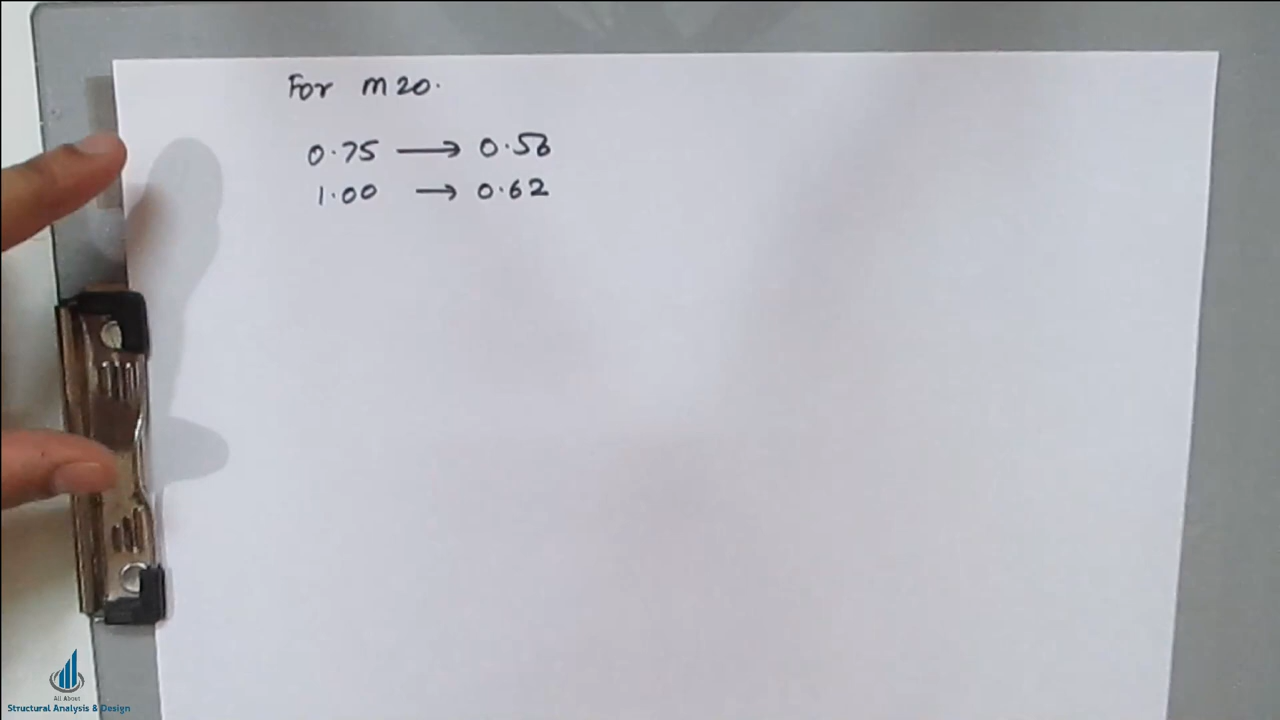 For M20.
0.75 → 0.56
1.00 → 0.62
All About
Structural Analysis & Design